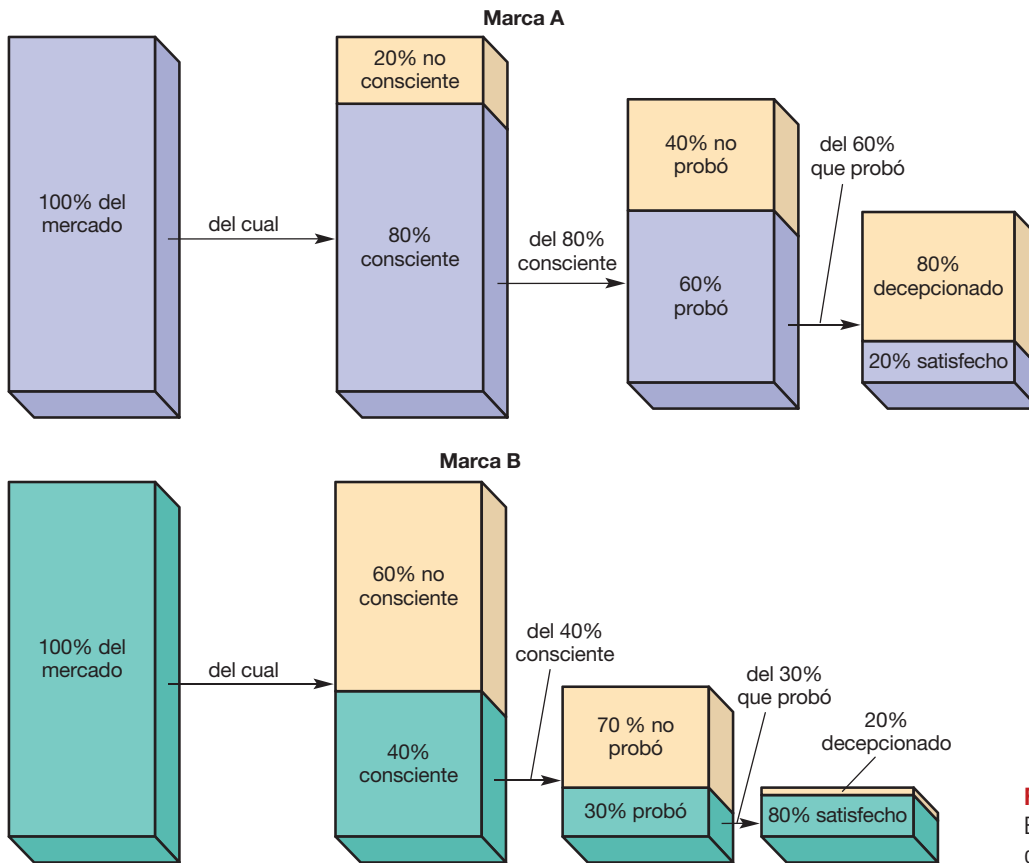 Marca A
100% del
mercado
del cual
20% no
consciente
80%
consciente
del 80%
consciente
40% no
probó
60%
probó
del 60%
que probó
80%
decepcionado
20% satisfecho
Marca B
100% del
mercado
del cual
60% no
consciente
40%
consciente
del 40%
consciente
70 % no
probó
30% probó
del 30%
que probó
20%
decepcionado
80% satisfecho